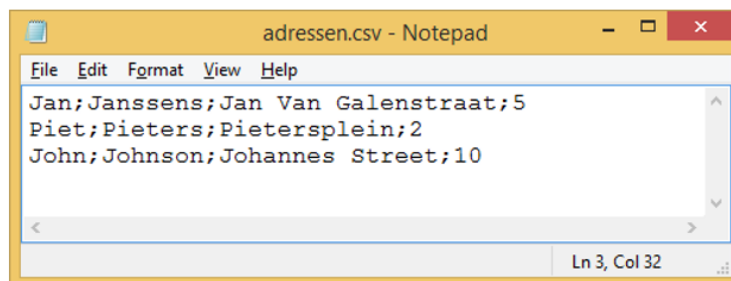 adressen.csv - Notepad
File Edit Format View Help
Jan;Janssens;Jan Van Galenstraat;5
Piet;Pieters;Pietersplein;2
John;Johnson;Johannes Street;10
Ln 3, Col 32